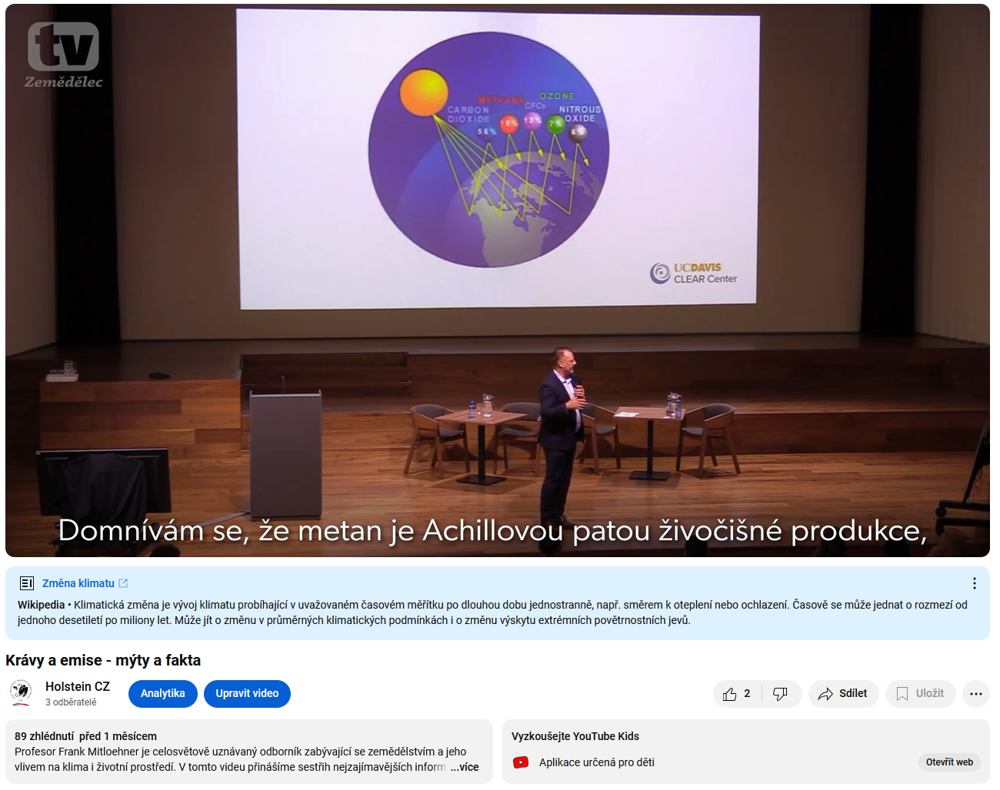 tv
Zemědělec
METHANE
OZONE
CARBON
DIOXIDE
CFCs
NITROUS
OXIDE
56%
15%
13%
7%
6%
UCDAVIS
CLEAR Center
Domnívám se, že metan je Achillovou patou živočišné produkce,
Změna klimatu
Wikipedia • Klimatická změna je vývoj klimatu probíhající v uvažovaném časovém měřítku po dlouhou dobu jednostranně, např. směrem k oteplení nebo ochlazení. Časově se může jednat o rozmezí od
jednoho desetiletí po miliony let. Může jít o změnu v průměrných klimatických podmínkách i o změnu výskytu extrémních povětrnostních jevů.
Krávy a emise - mýty a fakta
Holstein CZ
3 odběratelé
Analytika
Upravit video
2
Sdílet
Uložit
89 zhlédnutí před 1 měsícem
Profesor Frank Mitloehner je celosvětově uznávaný odborník zabývající se zemědělstvím a jeho
vlivem na klima i životní prostředí. V tomto videu přinášíme sestřih nejzajímavějších inform ...více
Vyzkoušejte YouTube Kids
Aplikace určená pro děti
Otevřít web